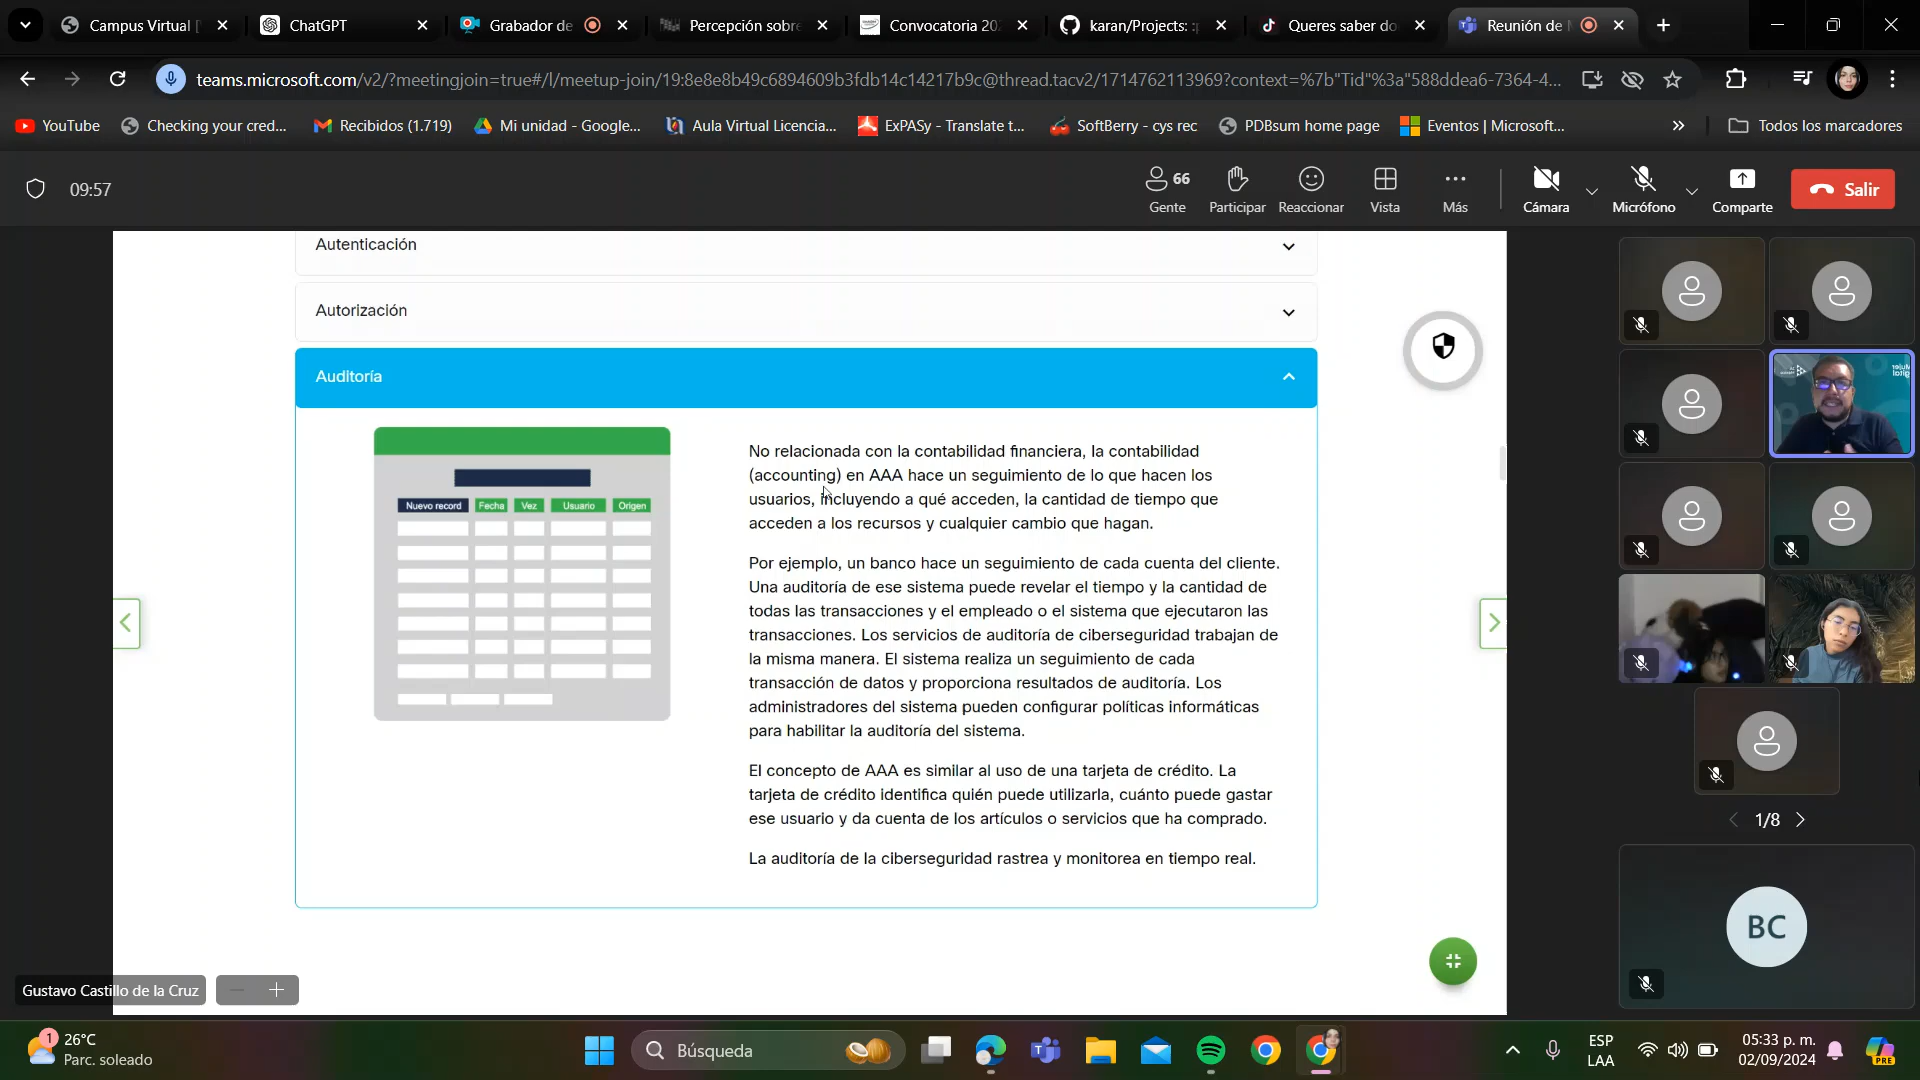 Campus Virtual [
ChatGPT
Grabador de
Percepción sobre
Convocatoria 202
karan/Projects: :p
Queres saber do
Reunión de
teams.microsoft.com/v2/?meetingjoin=true#/l/meetup-join/19:8e8e8b49c6894609b3fdb14c14217b9c@thread.tacv2/1714762113969?context=%7b"Tid"%3a"588ddea6-7364-4...
YouTube
Checking your cred...
Recibidos (1.719)
Mi unidad - Google...
Aula Virtual Licencia...
ExPASy - Translate t...
SoftBerry - cys rec
PDBsum home page
Eventos | Microsoft...
»
Todos los marcadores
09:57
66
Gente
Participar
Reaccionar
Vista
Más
Cámara
Micrófono
Comparte
Salir
Autenticación
Autorización
Auditoría
Nuevo record
Fecha
Vez
Usuario
Origen
No relacionada con la contabilidad financiera, la contabilidad
(accounting) en AAA hace un seguimiento de lo que hacen los
usuarios, incluyendo a qué acceden, la cantidad de tiempo que
acceden a los recursos y cualquier cambio que hagan.
Por ejemplo, un banco hace un seguimiento de cada cuenta del cliente.
Una auditoría de ese sistema puede revelar el tiempo y la cantidad de
todas las transacciones y el empleado o el sistema que ejecutaron las
transacciones. Los servicios de auditoría de ciberseguridad trabajan de
la misma manera. El sistema realiza un seguimiento de cada
transacción de datos y proporciona resultados de auditoría. Los
administradores del sistema pueden configurar políticas informáticas
para habilitar la auditoría del sistema.
El concepto de AAA es similar al uso de una tarjeta de crédito. La
tarjeta de crédito identifica quién puede utilizarla, cuánto puede gastar
ese usuario y da cuenta de los artículos o servicios que ha comprado.
La auditoría de la ciberseguridad rastrea y monitorea en tiempo real.
1/8
BC
Gustavo Castillo de la Cruz
1
26°C
Parc. soleado
Búsqueda
ESP
LAA
05:33 p. m.
02/09/2024
PRE